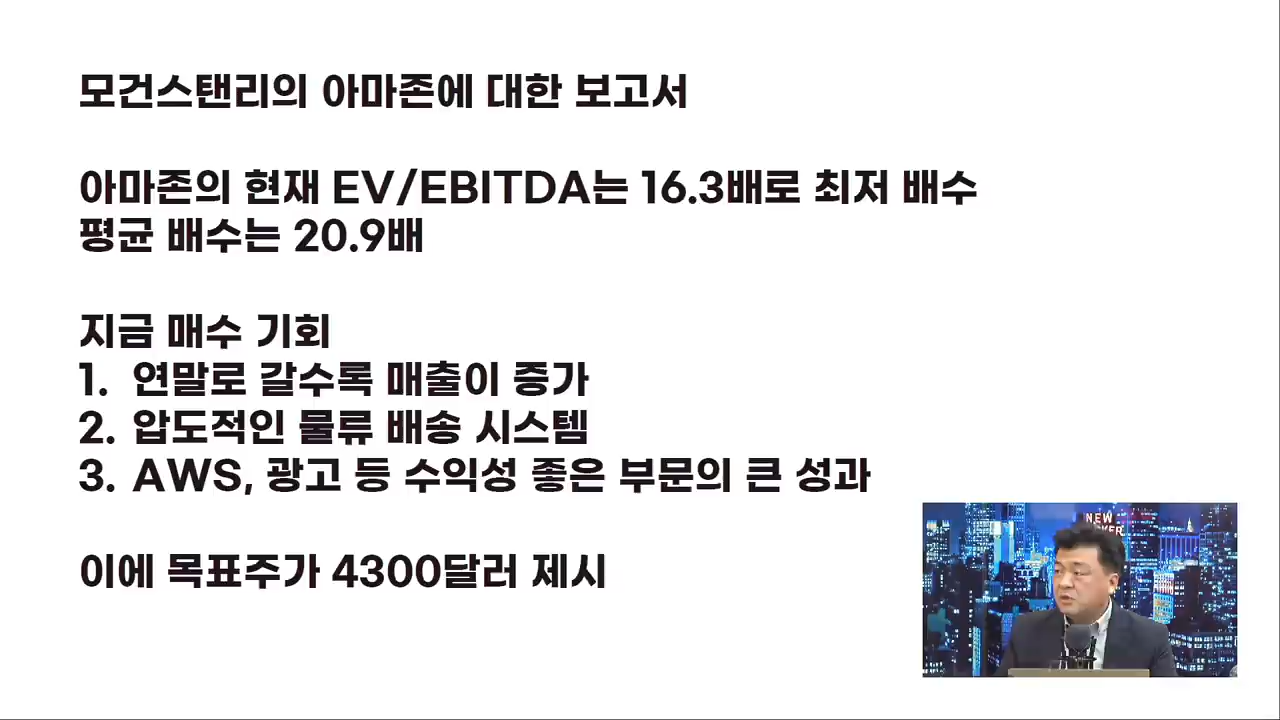 모건스탠리의 아마존에 대한 보고서
아마존의 현재 EV/EBITDA는 16.3배로 최저 배수
평균 배수는 20.9배
지금 매수 기회
1. 연말로 갈수록 매출이 증가
2. 압도적인 물류 배송 시스템
3. AWS, 광고 등 수익성 좋은 부문의 큰 성과
이에 목표주가 4300달러 제시
NEW